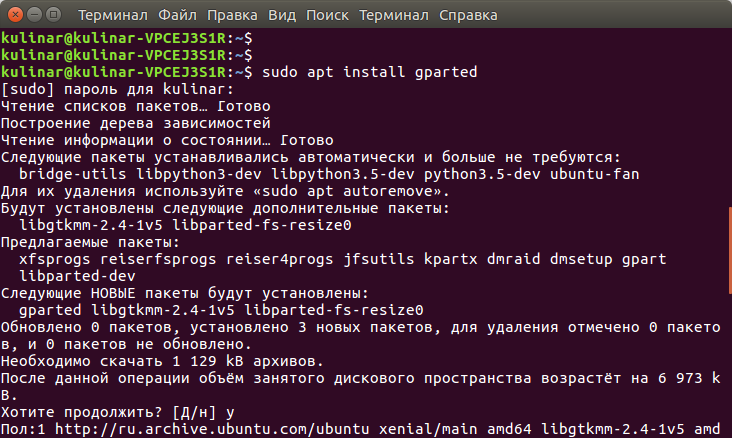 Терминал Файл Правка Вид Поиск Терминал Справка
kulinar@kulinar-VPCEJ3S1R:~$
kulinar@kulinar-VPCEJ3S1R:~$
kulinar@kulinar-VPCEJ3S1R:~$ sudo apt install gparted
[sudo] пароль для kulinar:
Чтение списков пакетов… Готово
Построение дерева зависимостей
Чтение информации о состоянии… Готово
Следующие пакеты устанавливались автоматически и больше не требуются:
bridge-utils libpython3-dev libpython3.5-dev python3.5-dev ubuntu-fan
Для их удаления используйте «sudo apt autoremove».
Будут установлены следующие дополнительные пакеты:
libgtkmm-2.4-1v5 libparted-fs-resize0
Предлагаемые пакеты:
xfsprogs reiserfsprogs reiser4progs jfsutils kpartx dmraid dmsetup gpart
libparted-dev
Следующие НОВЫЕ пакеты будут установлены:
gparted libgtkmm-2.4-1v5 libparted-fs-resize0
Обновлено 0 пакетов, установлено 3 новых пакетов, для удаления отмечено 0 пакето
в, и 0 пакетов не обновлено.
Необходимо скачать 1 129 kB архивов.
После данной операции объём занятого дискового пространства возрастёт на 6 973 k
B.
Хотите продолжить? [Д/н] y
Пол:1 http://ru.archive.ubuntu.com/ubuntu xenial/main amd64 libgtkmm-2.4-1v5 amd